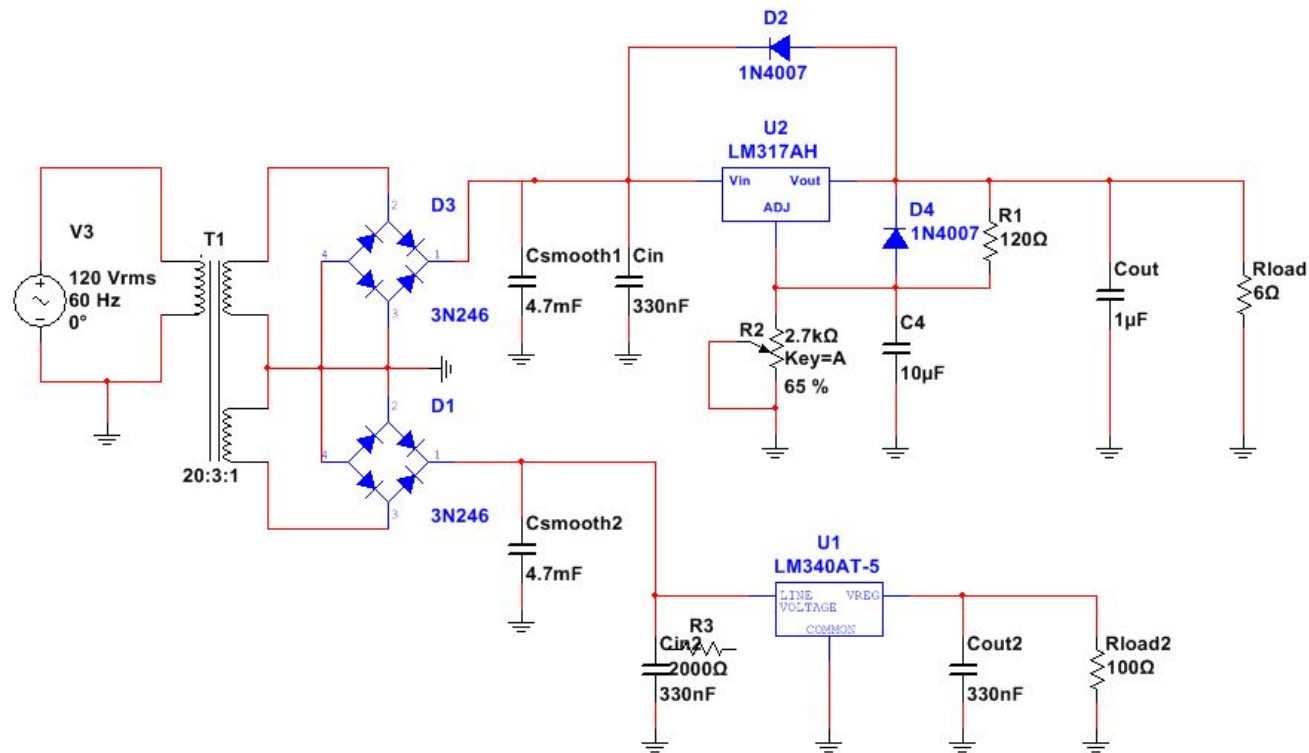 D2
1N4007
U2
LM317AH
Vin
Vout
ADJ
D4
1N4007
R1
120Ω
Cout
1µF
Rload
6Ω
V3
120 Vrms
60 Hz
0°
T1
20:3:1
2
D3
4
1
3
3N246
Csmooth1
4.7mF
Cin
330nF
R2
2.7kΩ
Key=A
65 %
C4
10µF
2
D1
4
1
3
3N246
Csmooth2
4.7mF
U1
LM340AT-5
LINE
VOLTAGE
VREG
COMMON
R3
Cin2
2000Ω
330nF
Cout2
330nF
Rload2
100Ω